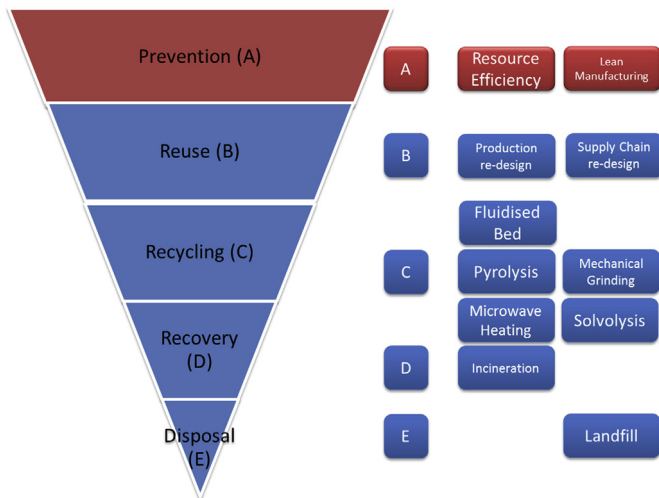 Prevention (A)
A
Resource
Efficiency
Lean
Manufacturing
Reuse (B)
B
Production
re-design
Supply Chain
re-design
Fluidised
Bed
Recycling (C)
C
Pyrolysis
Mechanical
Grinding
Microwave
Heating
Solvolysis
Recovery
(D)
D
Incineration
Disposal
(E)
E
Landfill